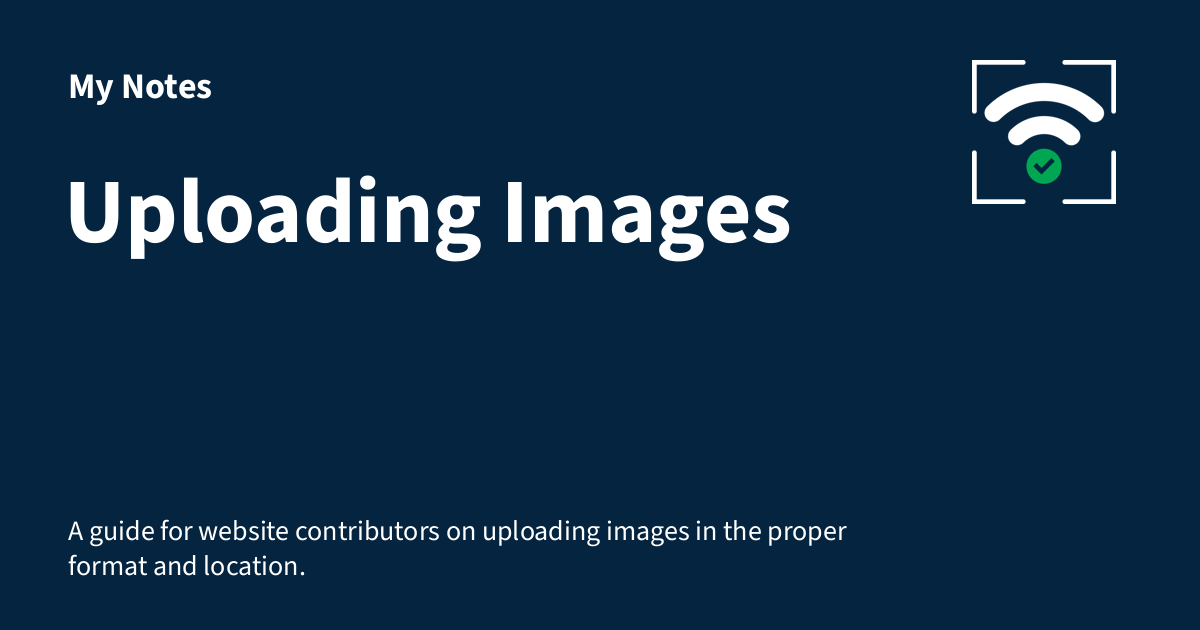 My Notes
Uploading Images
A guide for website contributors on uploading images in the proper
format and location.